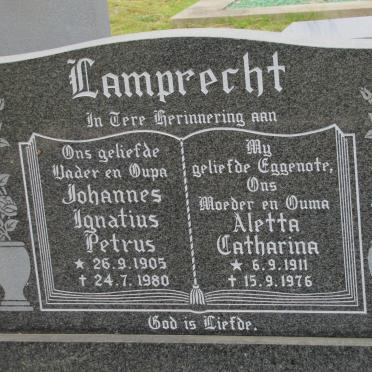 Lamprecht
In Tere Herinnering aan
Ons geliefde
Vader en Oupa
Johannes
Ignatius
Petrus
★ 26.9.1905
✝ 24.7.1980
My
geliefde Eggenote,
Ons
Moeder en Ouma
Aletta
Catharina
★ 6.9.1911
✝ 15.9.1976
God is Liefde.